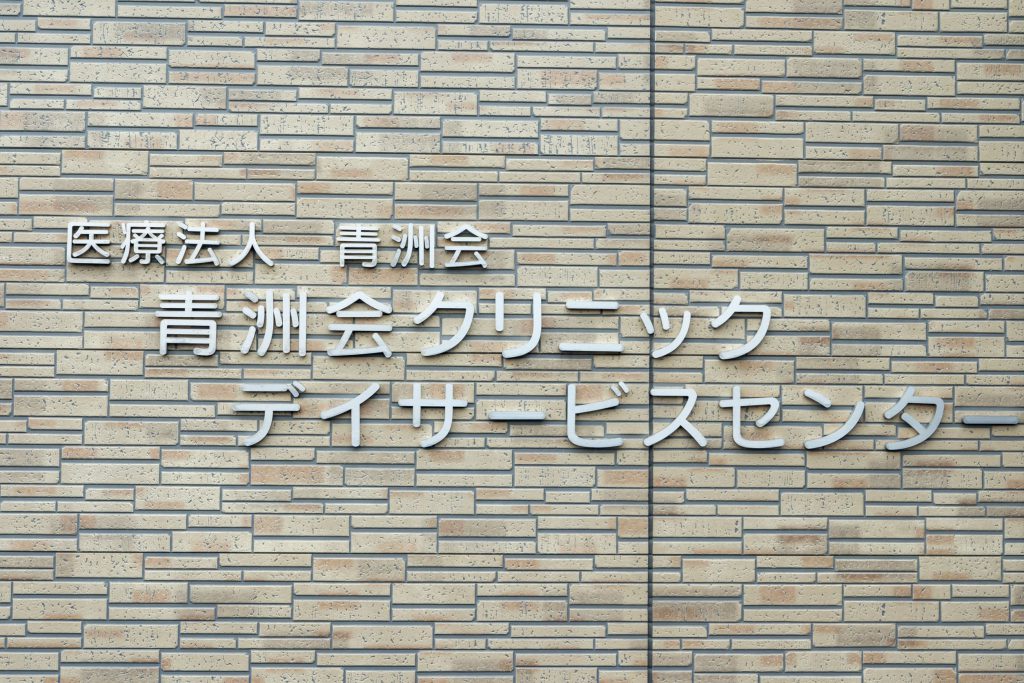 医療法人　青洲会
青洲会クリニック
デイサービスセンター